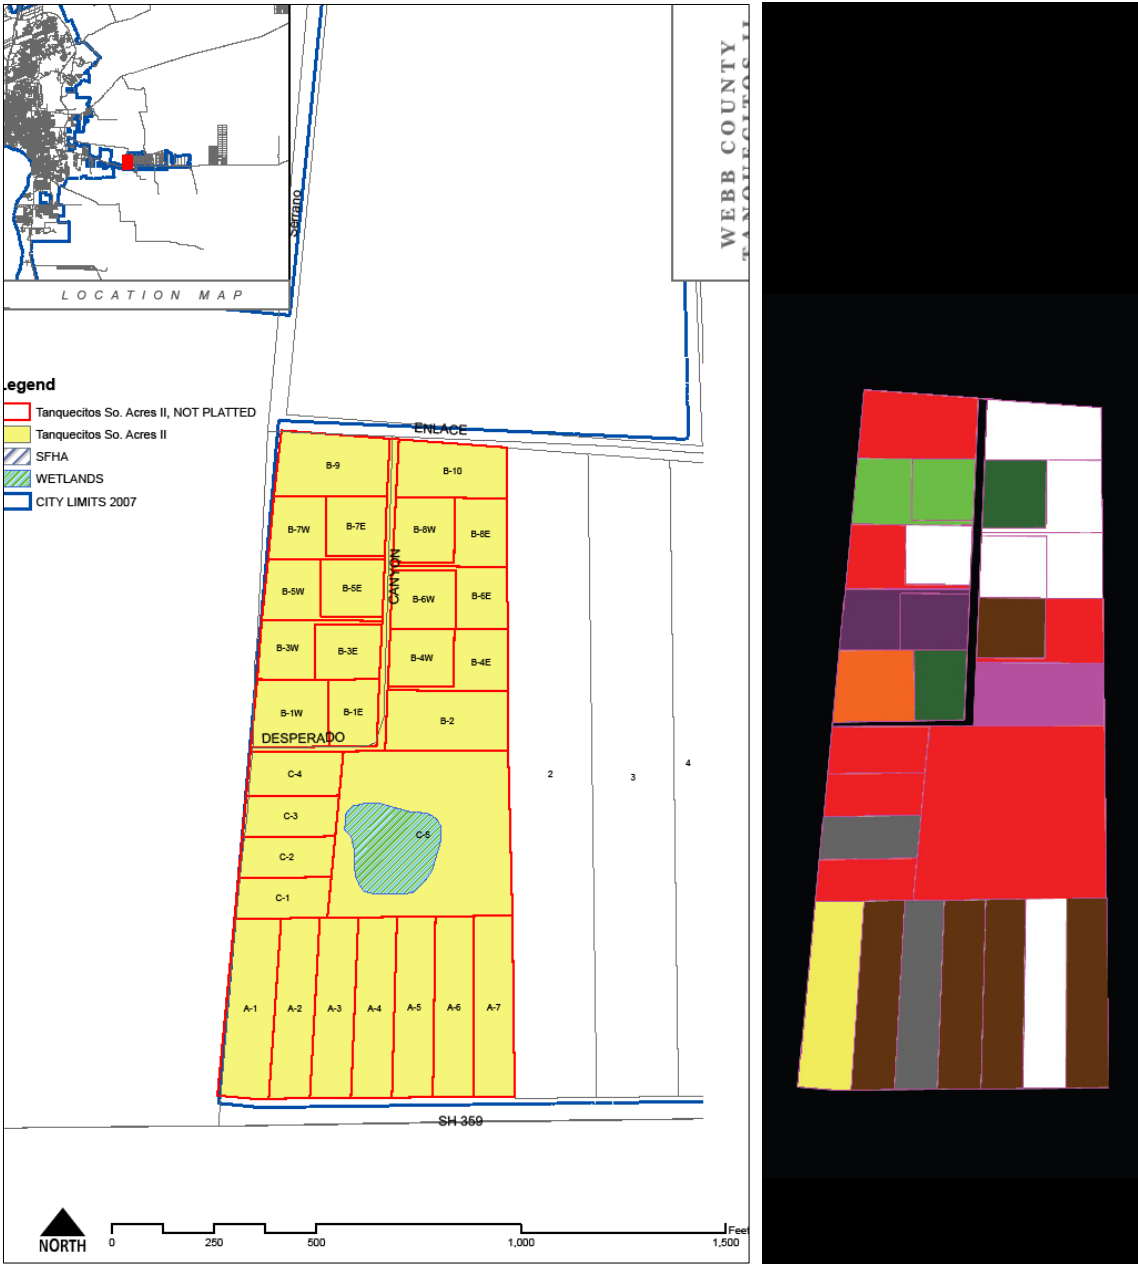 WEBB COUNTY
Serrano
LOCATION MAP
Legend
Tanquecitos So. Acres II, NOT PLATTED
Tanquecitos So. Acres II
SFHA
WETLANDS
CITY LIMITS 2007
ENLACE
B-9
B-10
B-7W
B-7E
B-8W
B-8E
CANYON
B-5W
B-5E
B-6W
B-6E
B-3W
B-3E
B-4W
B-4E
B-1W
B-1E
B-2
DESPERADO
C-4
2
3
4
C-3
C-5
C-2
C-1
A-1
A-2
A-3
A-4
A-5
A-6
A-7
SH 359
NORTH
0
250
500
1,000
1,500
Feet